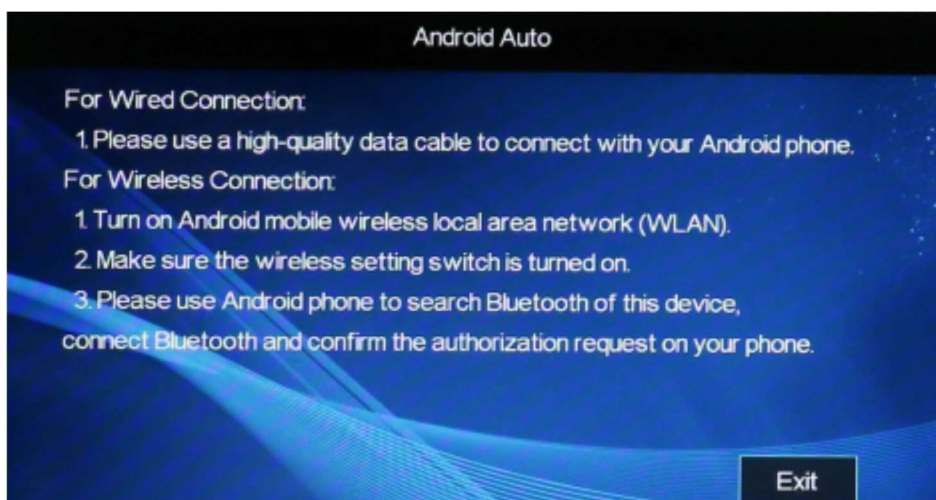 Android Auto
For Wired Connection:
1. Please use a high-quality data cable to connect with your Android phone.
For Wireless Connection:
1. Turn on Android mobile wireless local area network (WLAN).
2. Make sure the wireless setting switch is turned on.
3. Please use Android phone to search Bluetooth of this device,
connect Bluetooth and confirm the authorization request on your phone.
Exit